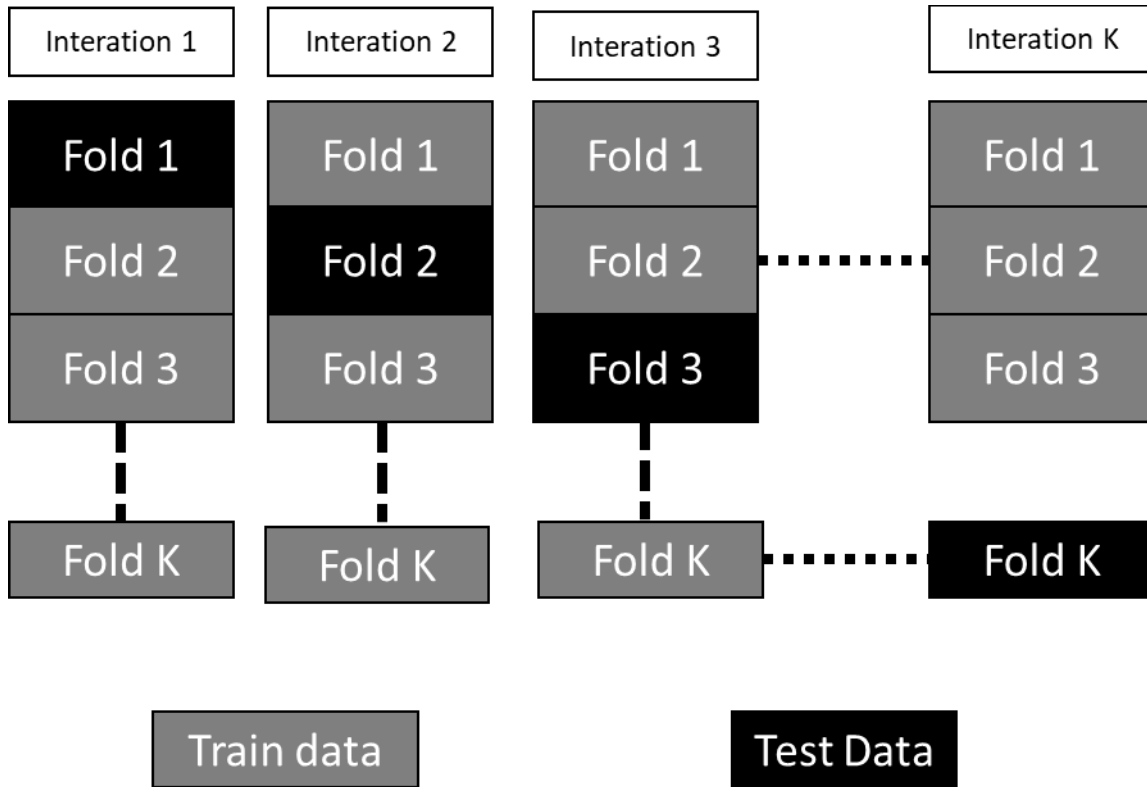 Interation 1
Interation 2
Interation 3
Interation K
Fold 1
Fold 1
Fold 1
Fold 1
Fold 2
Fold 2
Fold 2
Fold 2
Fold 3
Fold 3
Fold 3
Fold 3
Fold K
Fold K
Fold K
Fold K
Train data
Test Data